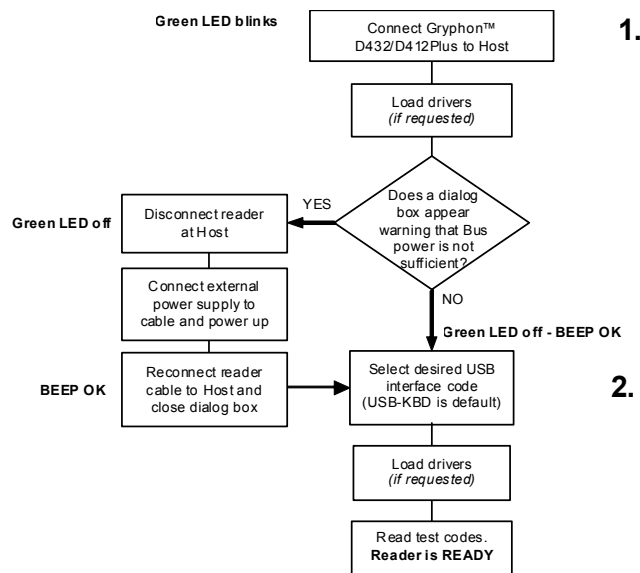 Green LED blinks
Connect Gryphon™
D432/D412Plus to Host
1.
Load drivers
(if requested)
Does a dialog
box appear
warning that Bus
power is not
sufficient?
YES
Disconnect reader
at Host
Green LED off
Connect external
power supply to
cable and power up
NO
Green LED off - BEEP OK
BEEP OK
Reconnect reader
cable to Host and
close dialog box
Select desired USB
interface code
(USB-KBD is default)
2.
Load drivers
(if requested)
Read test codes.
Reader is READY